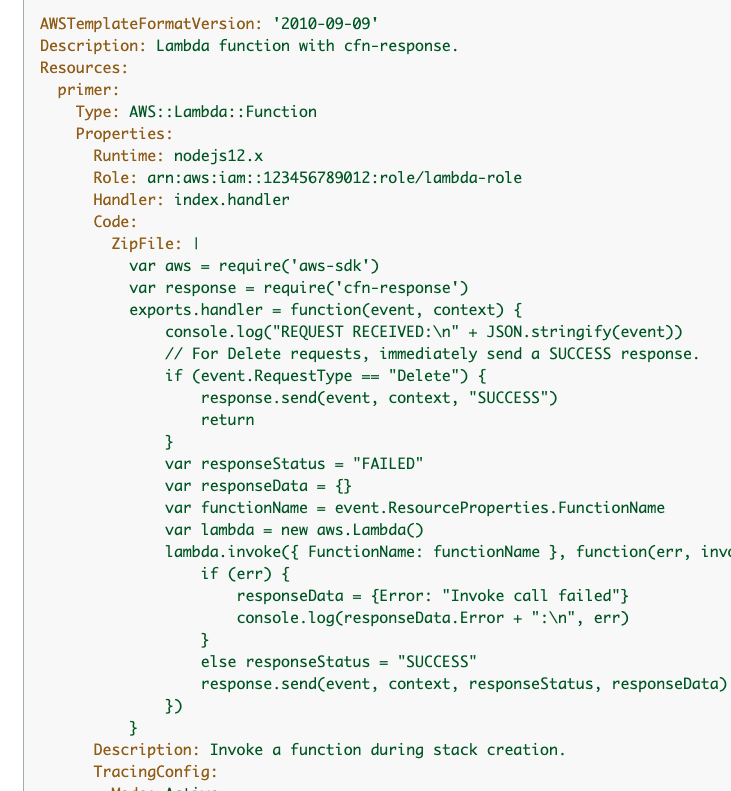 AWSTemplateFormatVersion: '2010-09-09'
Description: Lambda function with cfn-response.
Resources:
  primer:
    Type: AWS::Lambda::Function
    Properties:
      Runtime: nodejs12.x
      Role: arn:aws:iam::123456789012:role/lambda-role
      Handler: index.handler
      Code:
        ZipFile: |
          var aws = require('aws-sdk')
          var response = require('cfn-response')
          exports.handler = function(event, context) {
              console.log("REQUEST RECEIVED:\n" + JSON.stringify(event))
              // For Delete requests, immediately send a SUCCESS response.
              if (event.RequestType == "Delete") {
                  response.send(event, context, "SUCCESS")
                  return
              }
              var responseStatus = "FAILED"
              var responseData = {}
              var functionName = event.ResourceProperties.FunctionName
              var lambda = new aws.Lambda()
              lambda.invoke({ FunctionName: functionName }, function(err, inv
                  if (err) {
                      responseData = {Error: "Invoke call failed"}
                      console.log(responseData.Error + ":\n", err)
                  }
                  else responseStatus = "SUCCESS"
                  response.send(event, context, responseStatus, responseData)
              })
          }
      Description: Invoke a function during stack creation.
      TracingConfig: